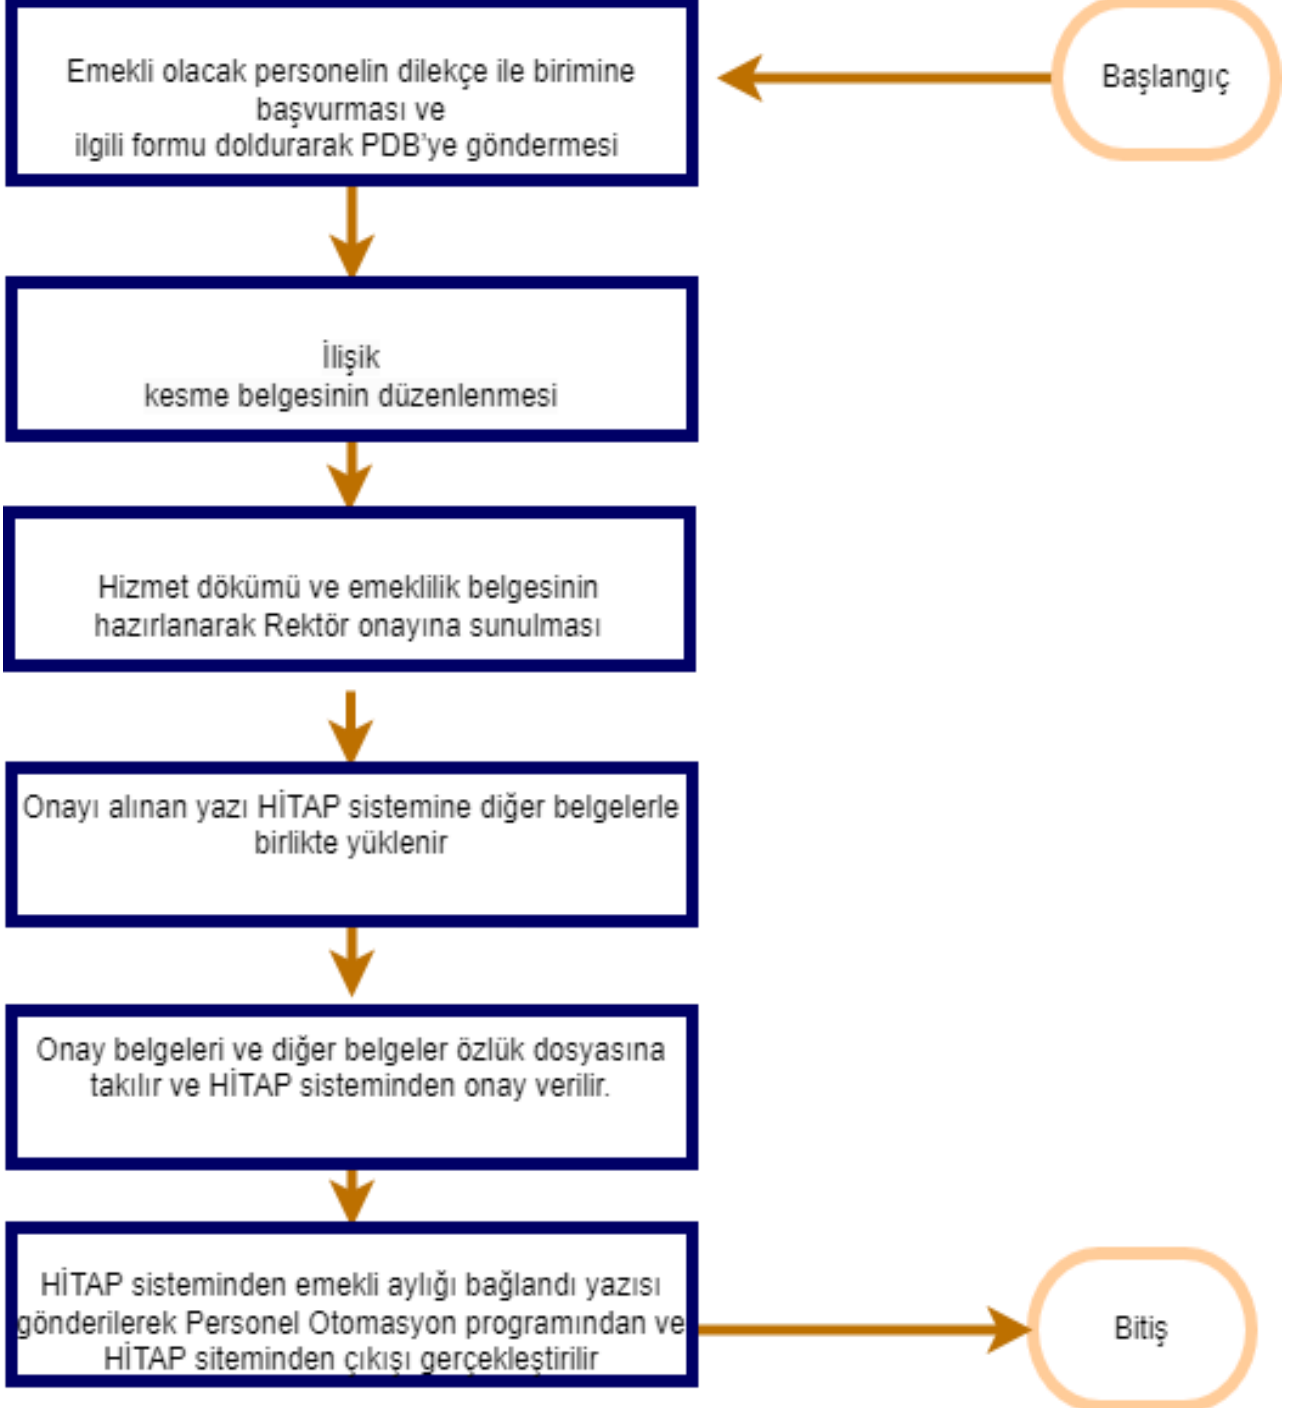 Başlangıç
Emekli olacak personelin dilekçe ile birimine
başvurması ve
ilgili formu doldurarak PDB'ye göndermesi
İlişik
kesme belgesinin düzenlenmesi
Hizmet dökümü ve emeklilik belgesinin
hazırlanarak Rektör onayına sunulması
Onayı alınan yazı HİTAP sistemine diğer belgelerle
birlikte yüklenir
Onay belgeleri ve diğer belgeler özlük dosyasına
takılır ve HİTAP sisteminden onay verilir.
HİTAP sisteminden emekli aylığı bağlandı yazısı
gönderilerek Personel Otomasyon programından ve
HİTAP siteminden çıkışı gerçekleştirilir
Bitiş